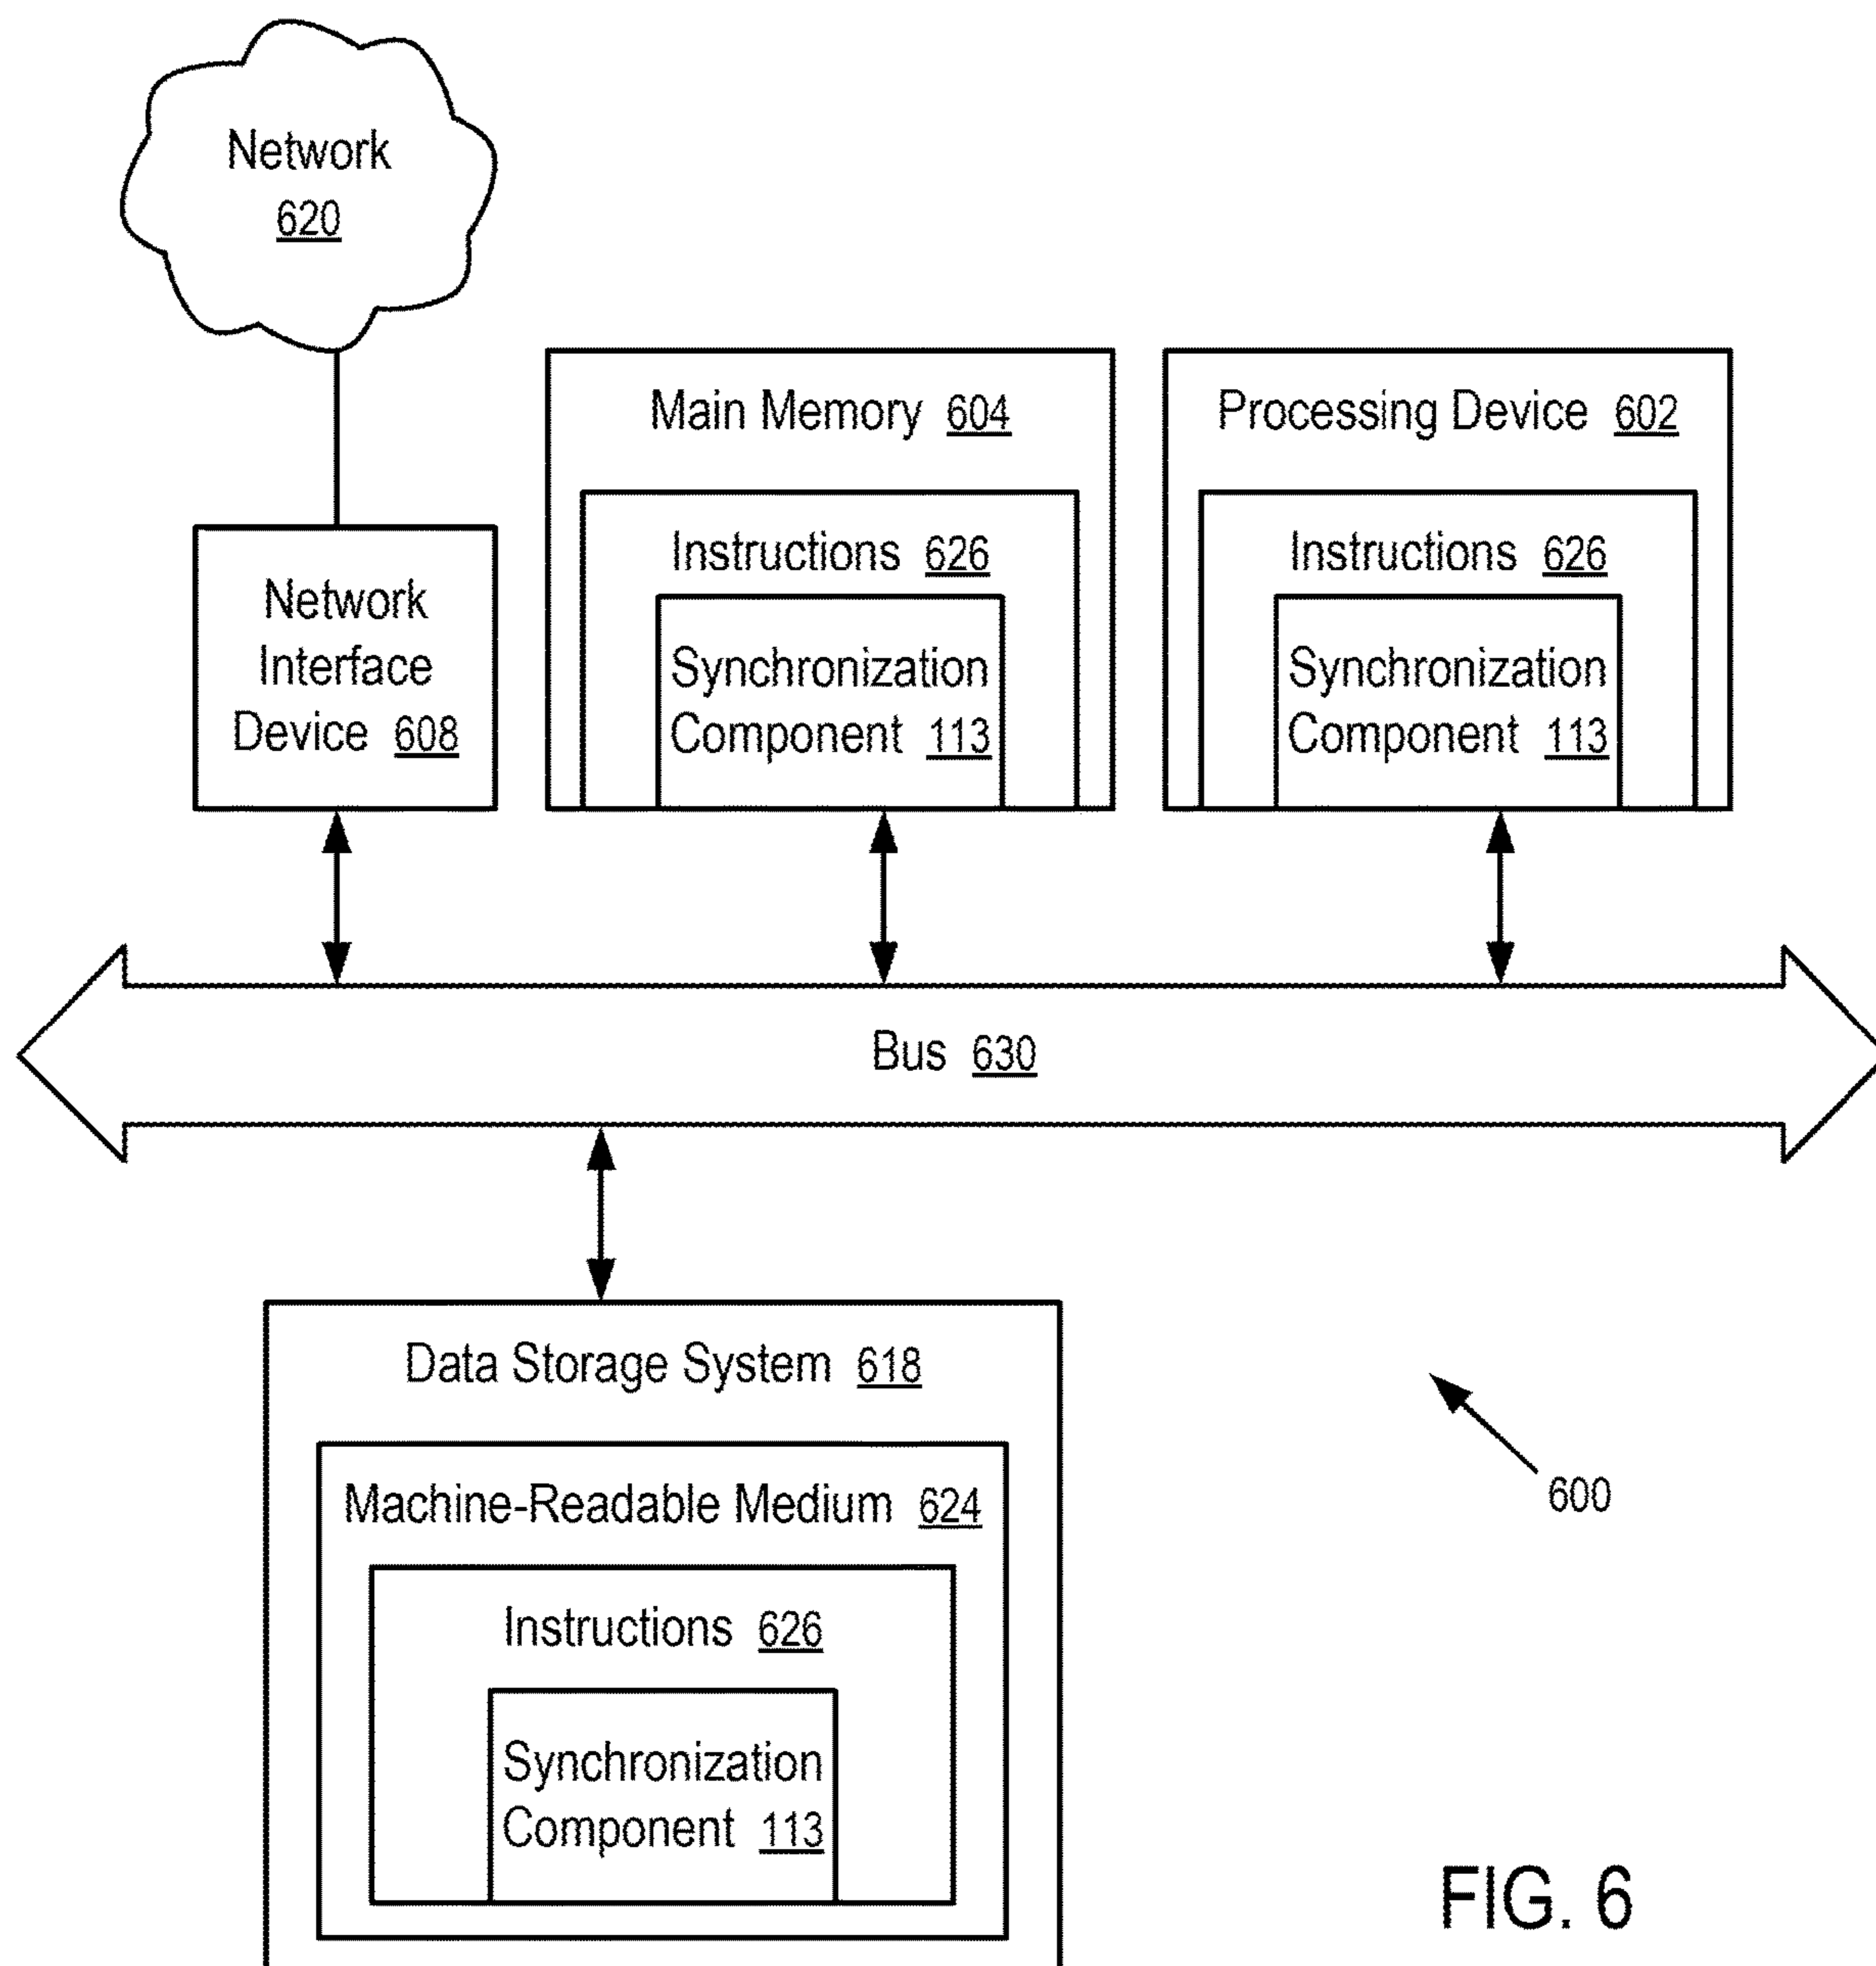 Network
620
Main Memory 604
Processing Device 602
Instructions 626
Instructions 626
Network
Interface
Device 608
Synchronization
Component 113
Synchronization
Component 113
Bus 630
Data Storage System 618
Machine-Readable Medium 624
600
Instructions 626
Synchronization
Component 113
FIG. 6